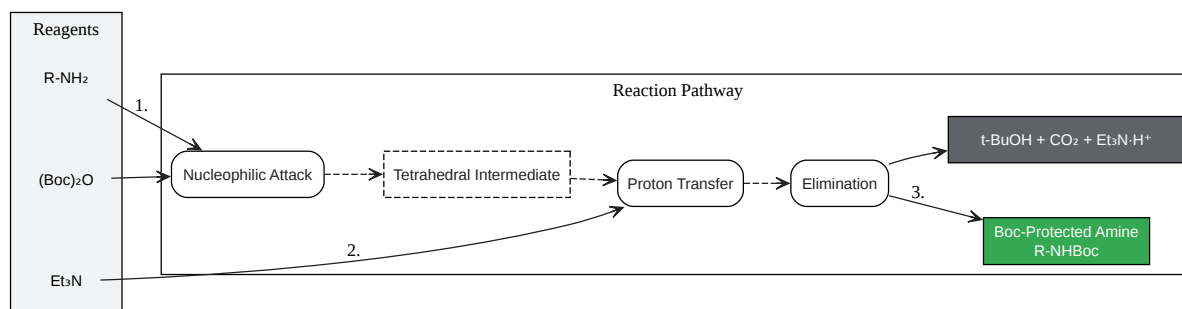 Reagents
R-NH₂
(Boc)₂O
Et₃N
1.
2.
Reaction Pathway
Nucleophilic Attack
Tetrahedral Intermediate
Proton Transfer
Elimination
3.
t-BuOH + CO₂ + Et₃N·H⁺
Boc-Protected Amine
R-NHBoc